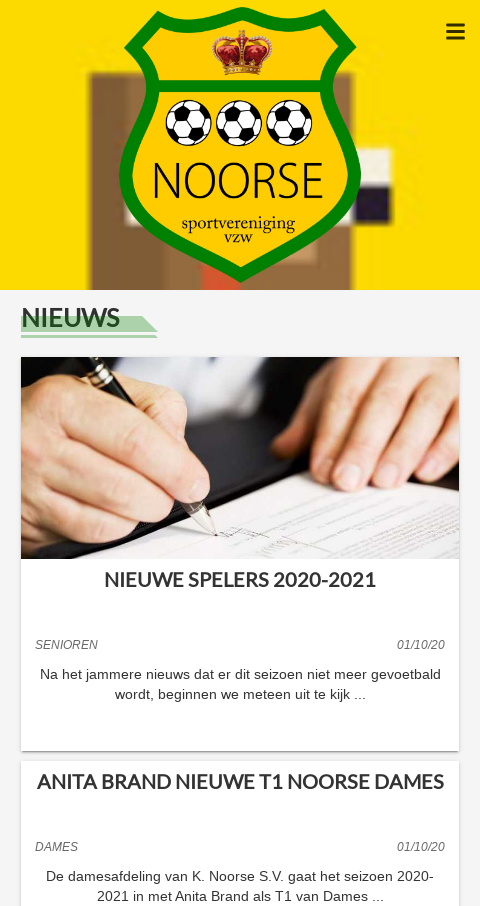 NOORSE
sportvereniging
vzw
NIEUWS
NIEUWE SPELERS 2020-2021
SENIOREN 01/10/20
Na het jammere nieuws dat er dit seizoen niet meer gevoetbald
wordt, beginnen we meteen uit te kijk ...
ANITA BRAND NIEUWE T1 NOORSE DAMES
DAMES 01/10/20
De damesafdeling van K. Noorse S.V. gaat het seizoen 2020-
2021 in met Anita Brand als T1 van Dames ...